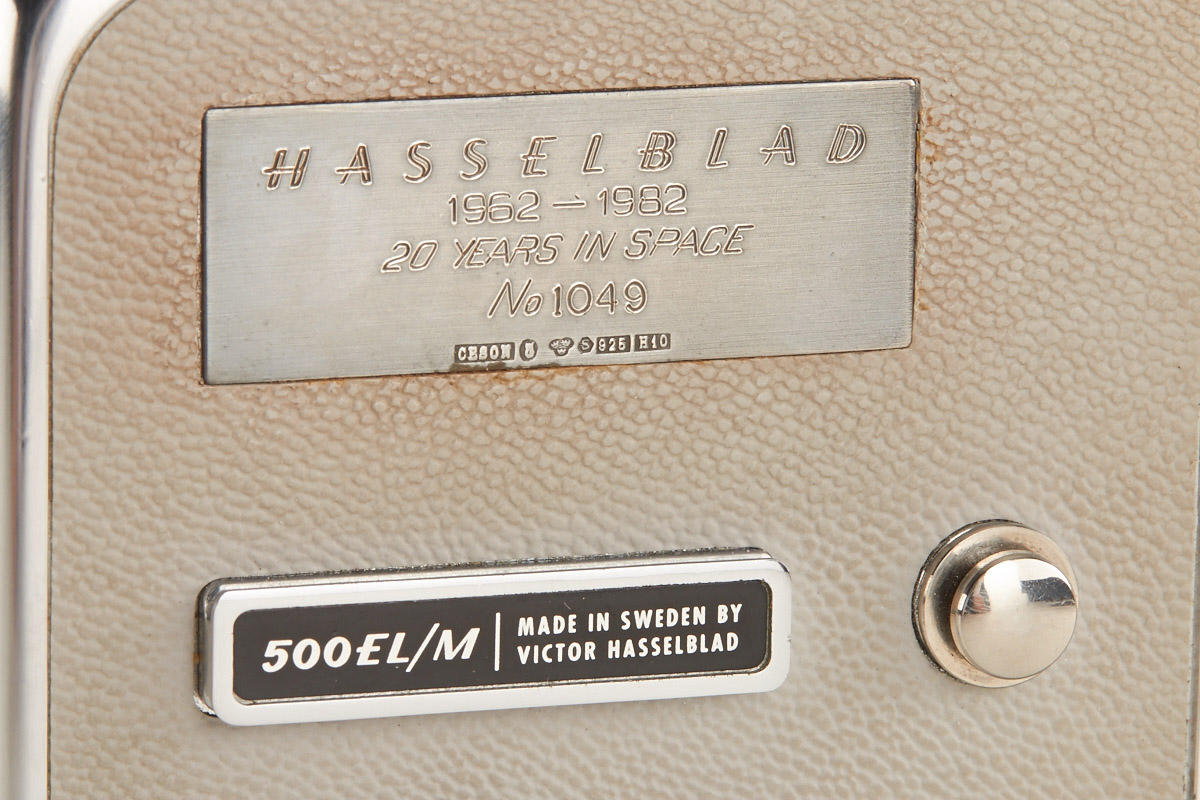 HASSELBLAD
1962 – 1982
20 YEARS IN SPACE
No 1049
CESON S 925 H10
500EL/M
MADE IN SWEDEN BY
VICTOR HASSELBLAD